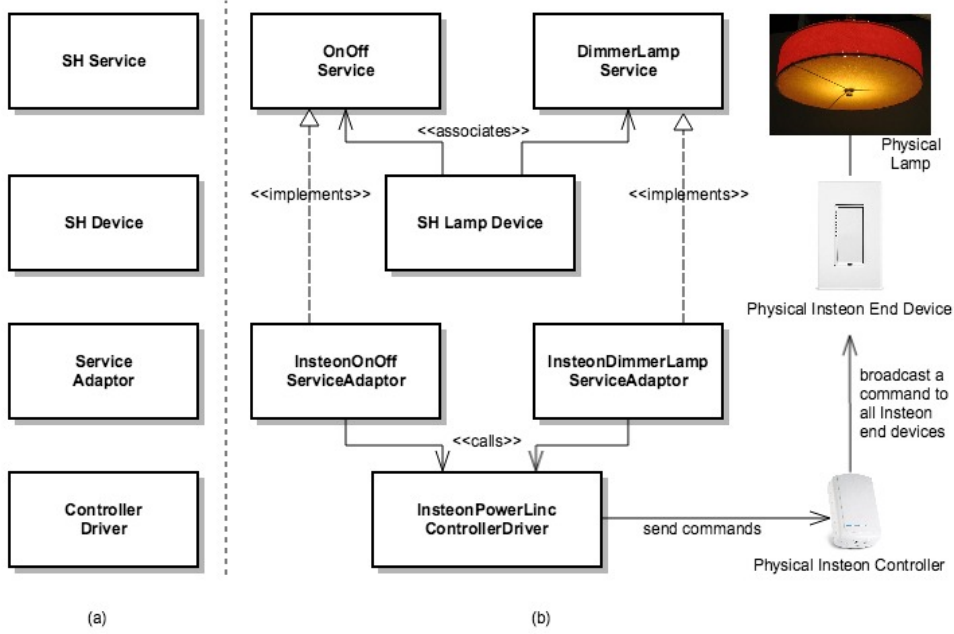 SH Service
OnOff
Service
DimmerLamp
Service
<<associates>>
Physical
Lamp
<<implements>>
<<implements>>
SH Device
SH Lamp Device
Physical Insteon End Device
Service
Adaptor
InsteonOnOff
ServiceAdaptor
InsteonDimmerLamp
ServiceAdaptor
broadcast a
command to
all Insteon
end devices
<<calls>>
Controller
Driver
InsteonPowerLinc
ControllerDriver
send commands
Physical Insteon Controller
(a)
(b)